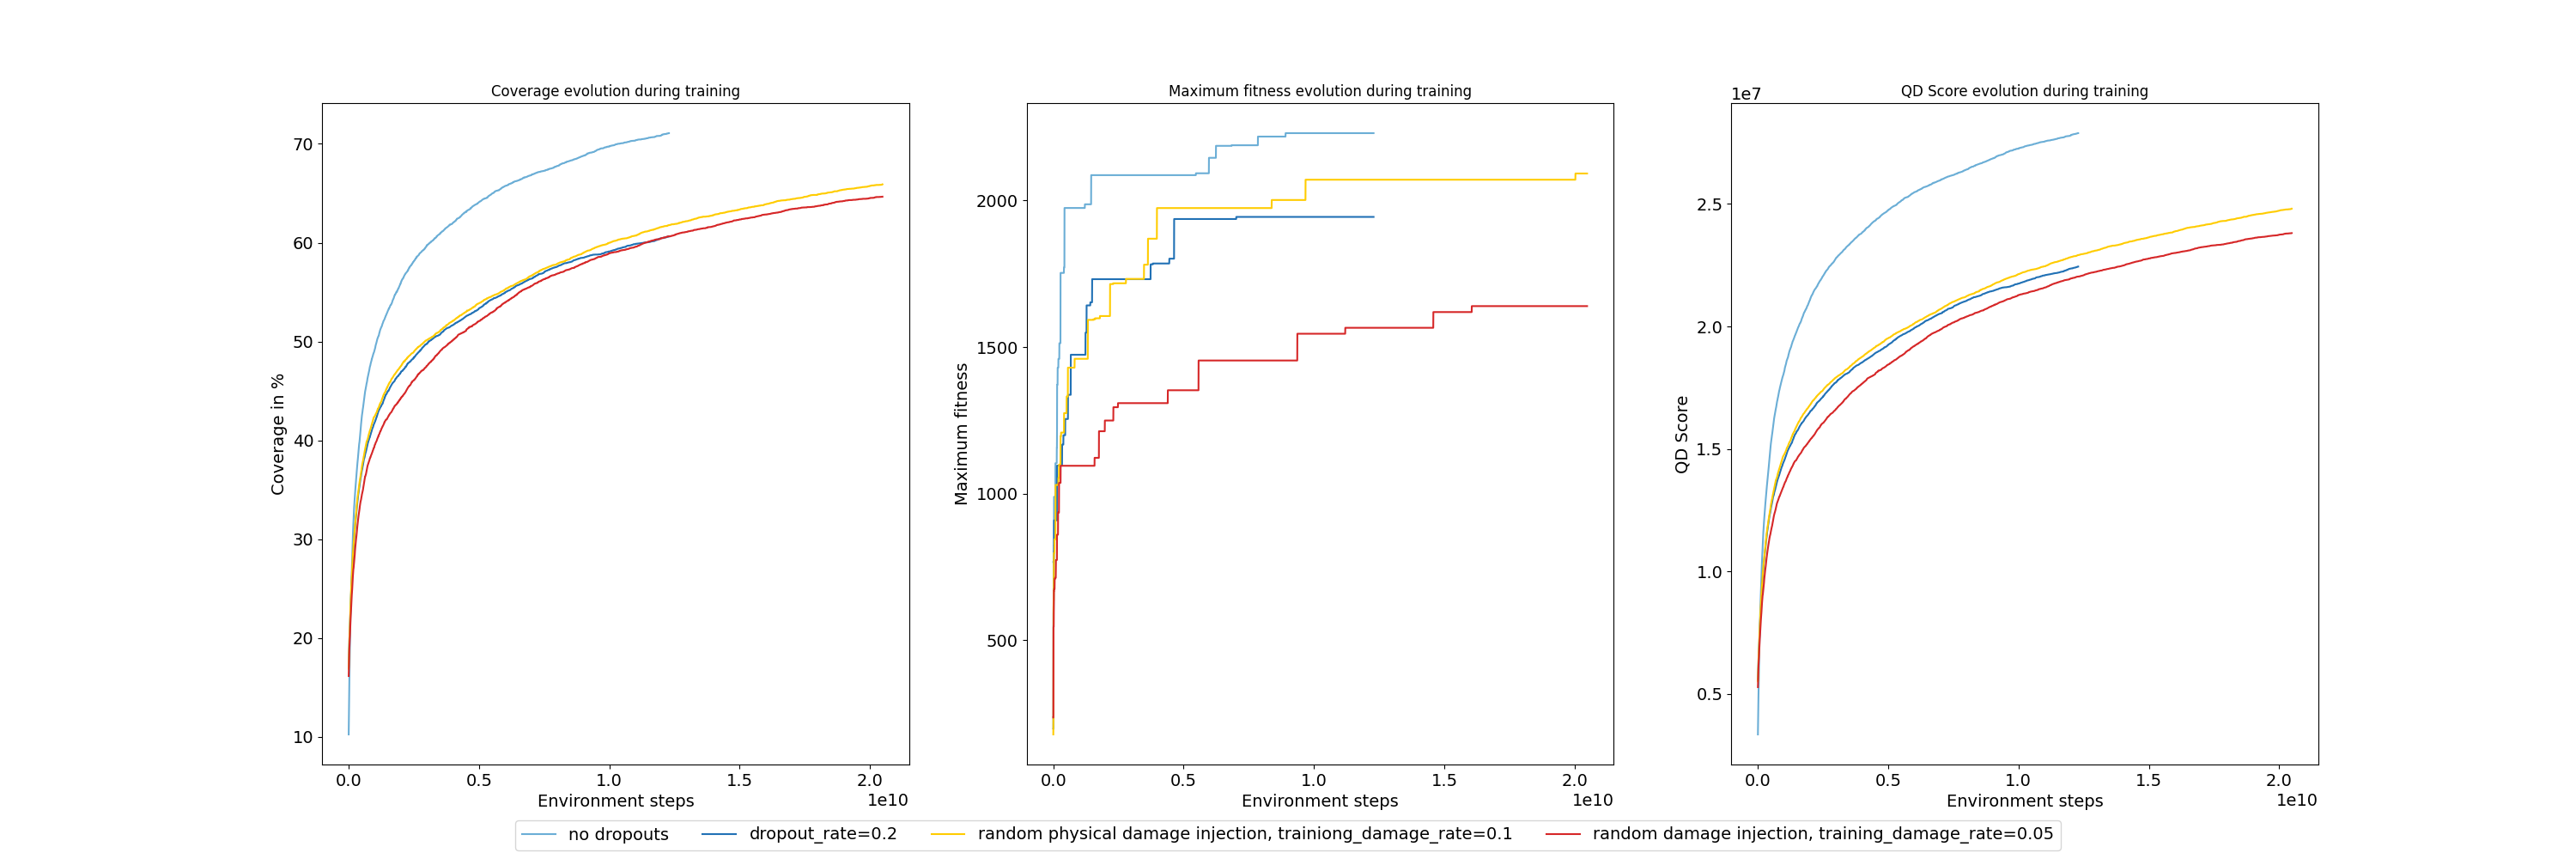 Coverage evolution during training
70
60
50
40
30
20
10
Coverage in %
0.0 0.5 1.0 1.5 2.0
1e10
Environment steps
Maximum fitness evolution during training
2000
1500
1000
500
Maximum fitness
0.0 0.5 1.0 1.5 2.0
1e10
Environment steps
QD Score evolution during training
1e7
2.5
2.0
1.5
1.0
0.5
QD Score
0.0 0.5 1.0 1.5 2.0
1e10
Environment steps
no dropouts dropout_rate=0.2 random physical damage injection, trainiong_damage_rate=0.1 random damage injection, training_damage_rate=0.05